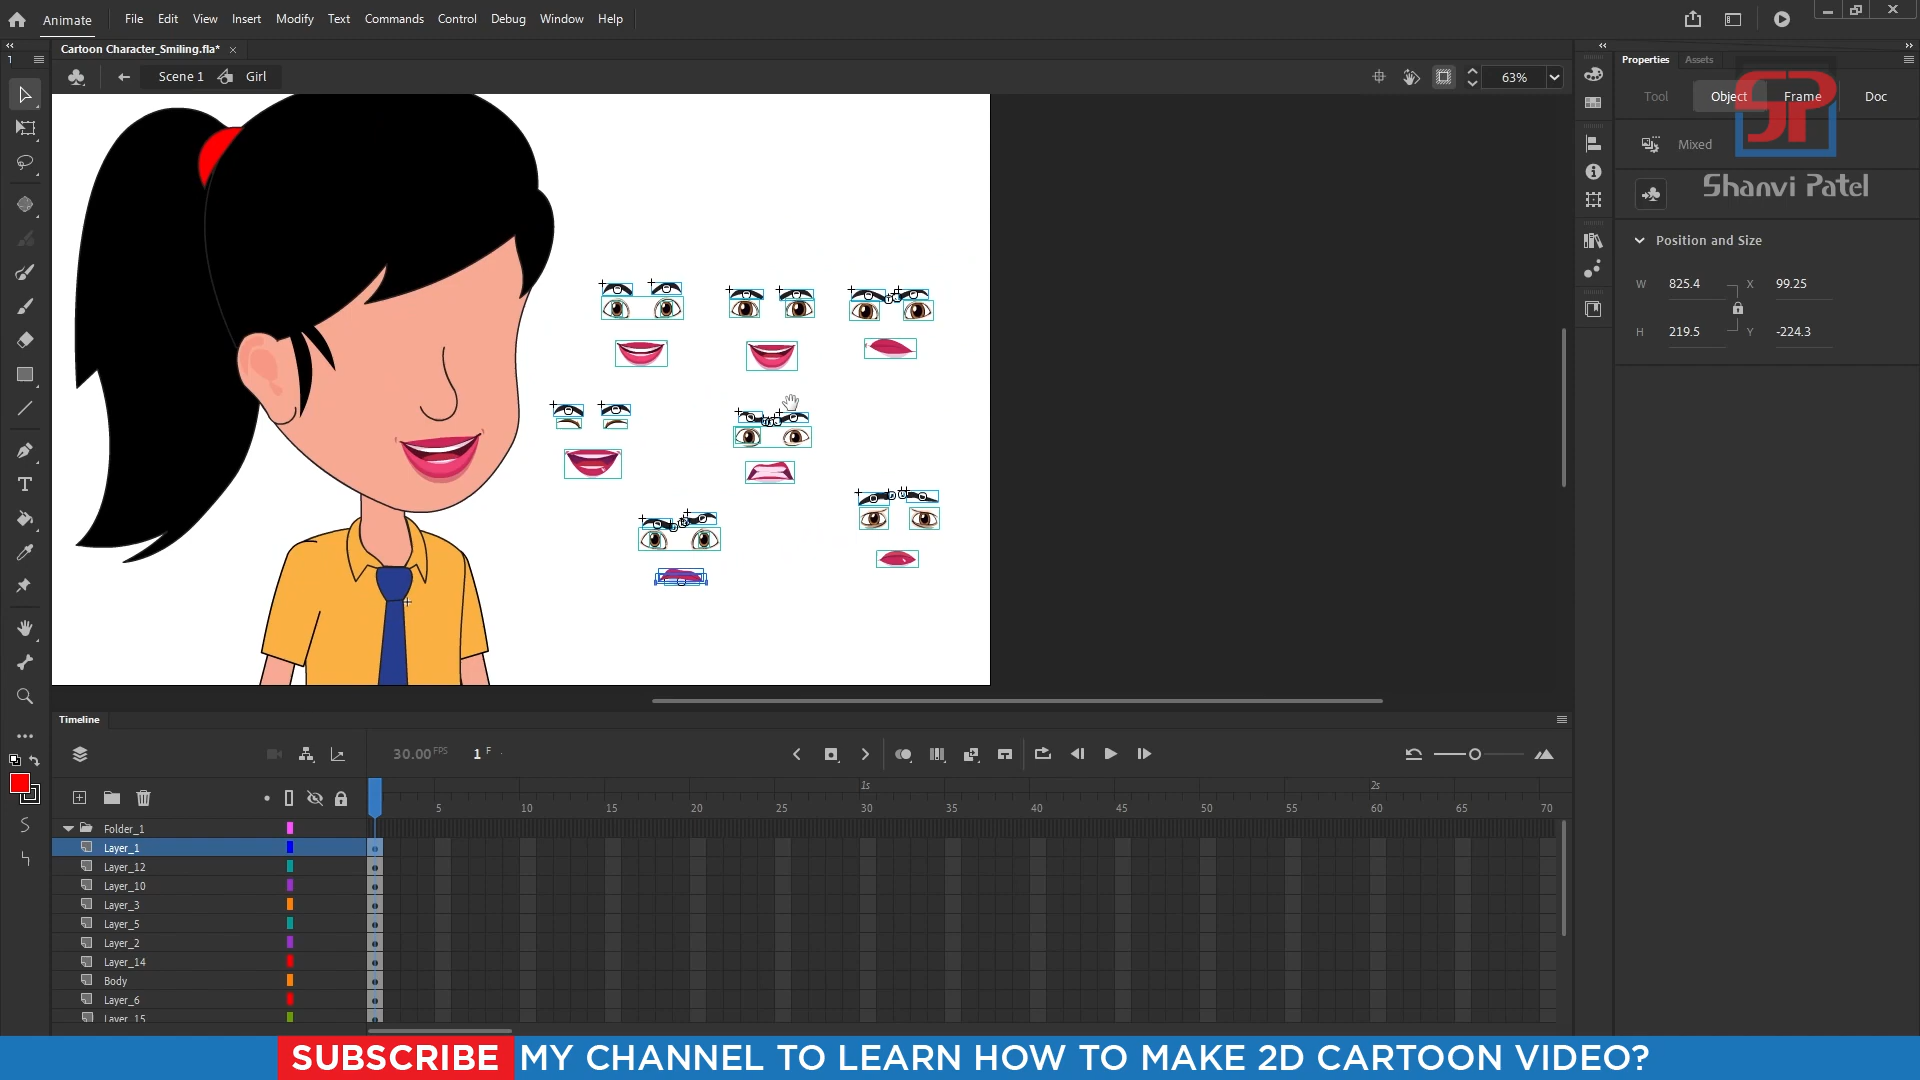 Animate File Edit View Insert Modify Text Commands Control Debug Window Help
Cartoon Character_Smiling.fla* ×
Scene 1 Girl 63%
Properties Assets
Tool Object Frame Doc
Mixed
SP
Shanvi Patel
Position and Size
W 825.4 X 99.25
H 219.5 Y -224.3
Timeline
30.00 FPS 1 F
1s 2s
5 10 15 20 25 30 35 40 45 50 55 60 65 70
Folder_1
Layer_1
Layer_12
Layer_10
Layer_3
Layer_5
Layer_2
Layer_14
Body
Layer_6
Layer_15
SUBSCRIBE MY CHANNEL TO LEARN HOW TO MAKE 2D CARTOON VIDEO?